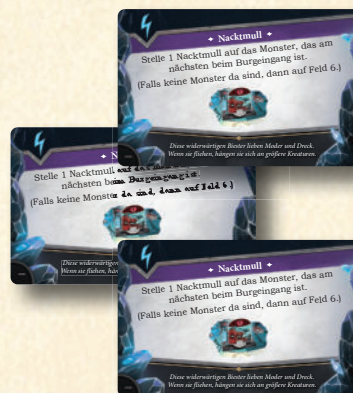 Nacktmull
Stelle 1 Nacktmull auf das Monster, das am
nächsten beim Burgeingang ist.
(Falls keine Monster da sind, dann auf Feld 6.)
Diese widerwärtigen Biester lieben Moder und Dreck.
Wenn sie fliehen, hängen sie sich an größere Kreaturen.
N
Stelle 1 Nacktmull auf das Mon
nächsten beim Burgeingang ist.
(Falls keine Monster da sind, dann auf Feld 6.)
Diese widerwärtigen
Wenn sie fliehen, hän
Nacktmull
Stelle 1 Nacktmull auf das Monster, das am
nächsten beim Burgeingang ist.
(Falls keine Monster da sind, dann auf Feld 6.)
Diese widerwärtigen Biester lieben Moder und Dreck.
Wenn sie fliehen, hängen sie sich an größere Kreaturen.